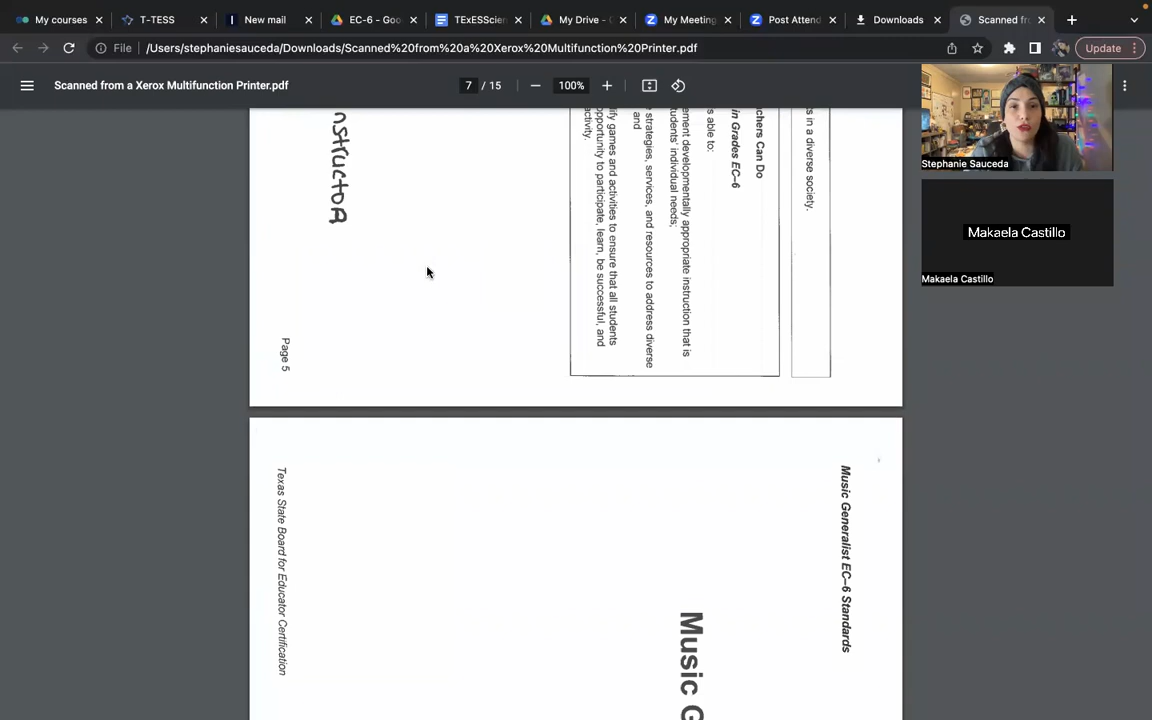 My courses
T-TESS
New mail
EC-6 - Goo
TExESScien
My Drive - G
My Meeting
Post Attend
Downloads
Scanned fr
File
/Users/stephaniesauceda/Downloads/Scanned%20from%20a%20Xerox%20Multifunction%20Printer.pdf
Update
Scanned from a Xerox Multifunction Printer.pdf
7 / 15
100%
Stephanie Sauceda
Makaela Castillo
Makaela Castillo
s in a diverse society.
achers Can Do
in Grades EC–6
s able to:
ement developmentally appropriate instruction that is
tudents' individual needs;
strategies, services, and resources to address diverse
and
ify games and activities to ensure that all students
opportunity to participate, learn, be successful, and
activity.
nstructor
Page 5
Music Generalist EC–6 Standards
Music G
Texas State Board for Educator Certification